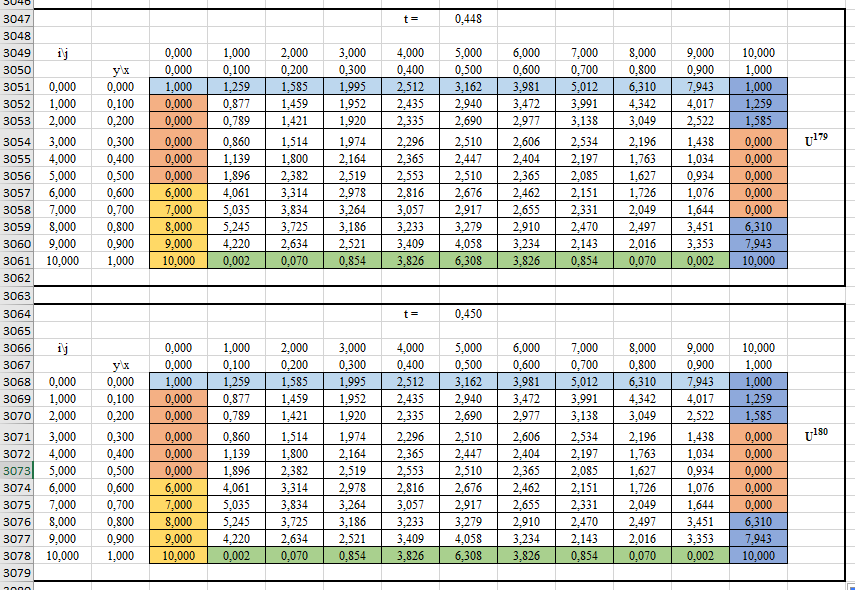 3046
3047 t = 0,448
3048
3049 i\j 0,000 1,000 2,000 3,000 4,000 5,000 6,000 7,000 8,000 9,000 10,000
3050 y\x 0,000 0,100 0,200 0,300 0,400 0,500 0,600 0,700 0,800 0,900 1,000
3051 0,000 0,000 1,000 1,259 1,585 1,995 2,512 3,162 3,981 5,012 6,310 7,943 1,000
3052 1,000 0,100 0,000 0,877 1,459 1,952 2,435 2,940 3,472 3,991 4,342 4,017 1,259
3053 2,000 0,200 0,000 0,789 1,421 1,920 2,335 2,690 2,977 3,138 3,049 2,522 1,585
3054 3,000 0,300 0,000 0,860 1,514 1,974 2,296 2,510 2,606 2,534 2,196 1,438 0,000 U179
3055 4,000 0,400 0,000 1,139 1,800 2,164 2,365 2,447 2,404 2,197 1,763 1,034 0,000
3056 5,000 0,500 0,000 1,896 2,382 2,519 2,553 2,510 2,365 2,085 1,627 0,934 0,000
3057 6,000 0,600 6,000 4,061 3,314 2,978 2,816 2,676 2,462 2,151 1,726 1,076 0,000
3058 7,000 0,700 7,000 5,035 3,834 3,264 3,057 2,917 2,655 2,331 2,049 1,644 0,000
3059 8,000 0,800 8,000 5,245 3,725 3,186 3,233 3,279 2,910 2,470 2,497 3,451 6,310
3060 9,000 0,900 9,000 4,220 2,634 2,521 3,409 4,058 3,234 2,143 2,016 3,353 7,943
3061 10,000 1,000 10,000 0,002 0,070 0,854 3,826 6,308 3,826 0,854 0,070 0,002 10,000
3062
3063
3064 t = 0,450
3065
3066 i\j 0,000 1,000 2,000 3,000 4,000 5,000 6,000 7,000 8,000 9,000 10,000
3067 y\x 0,000 0,100 0,200 0,300 0,400 0,500 0,600 0,700 0,800 0,900 1,000
3068 0,000 0,000 1,000 1,259 1,585 1,995 2,512 3,162 3,981 5,012 6,310 7,943 1,000
3069 1,000 0,100 0,000 0,877 1,459 1,952 2,435 2,940 3,472 3,991 4,342 4,017 1,259
3070 2,000 0,200 0,000 0,789 1,421 1,920 2,335 2,690 2,977 3,138 3,049 2,522 1,585
3071 3,000 0,300 0,000 0,860 1,514 1,974 2,296 2,510 2,606 2,534 2,196 1,438 0,000 U180
3072 4,000 0,400 0,000 1,139 1,800 2,164 2,365 2,447 2,404 2,197 1,763 1,034 0,000
3073 5,000 0,500 0,000 1,896 2,382 2,519 2,553 2,510 2,365 2,085 1,627 0,934 0,000
3074 6,000 0,600 6,000 4,061 3,314 2,978 2,816 2,676 2,462 2,151 1,726 1,076 0,000
3075 7,000 0,700 7,000 5,035 3,834 3,264 3,057 2,917 2,655 2,331 2,049 1,644 0,000
3076 8,000 0,800 8,000 5,245 3,725 3,186 3,233 3,279 2,910 2,470 2,497 3,451 6,310
3077 9,000 0,900 9,000 4,220 2,634 2,521 3,409 4,058 3,234 2,143 2,016 3,353 7,943
3078 10,000 1,000 10,000 0,002 0,070 0,854 3,826 6,308 3,826 0,854 0,070 0,002 10,000
3079
3080